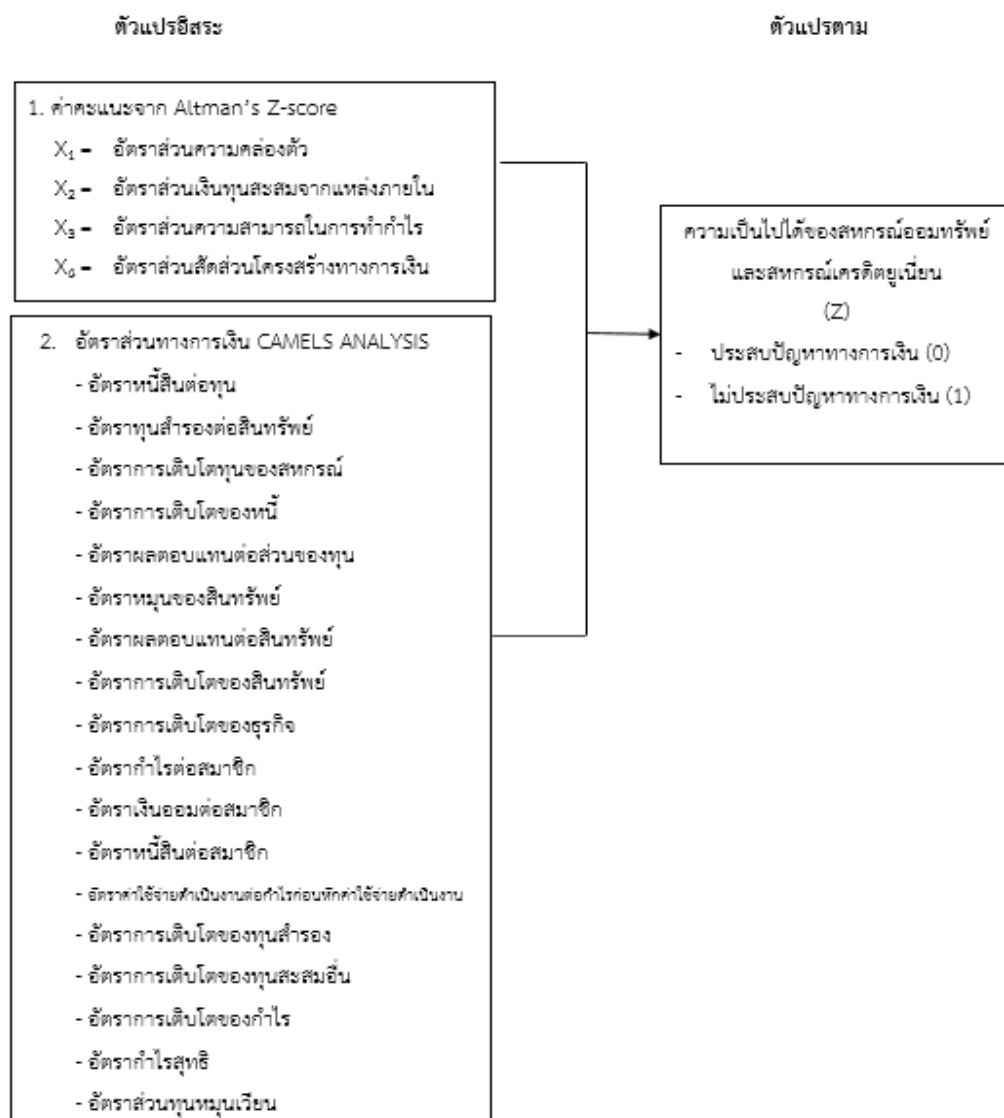 ตัวแปรอิสระ
ตัวแปรตาม
1. ค่าคะแนะจาก Altman's Z-score
X₁ – อัตราส่วนความคล่องตัว
X₂ – อัตราส่วนเงินทุนสะสมจากแหล่งภายใน
X₃ – อัตราส่วนความสามารถในการทำกำไร
X₆ – อัตราส่วนสัดส่วนโครงสร้างทางการเงิน
2. อัตราส่วนทางการเงิน CAMELS ANALYSIS
- อัตราหนี้สินต่อทุน
- อัตราทุนสำรองต่อสินทรัพย์
- อัตราการเติบโตทุนของสหกรณ์
- อัตราการเติบโตของหนี้
- อัตราผลตอบแทนต่อส่วนของทุน
- อัตราหมุนของสินทรัพย์
- อัตราผลตอบแทนต่อสินทรัพย์
- อัตราการเติบโตของสินทรัพย์
- อัตราการเติบโตของธุรกิจ
- อัตรากำไรต่อสมาชิก
- อัตราเงินออมต่อสมาชิก
- อัตราหนี้สินต่อสมาชิก
- อัตราค่าใช้จ่ายดำเนินงานต่อกำไรก่อนหักค่าใช้จ่ายดำเนินงาน
- อัตราการเติบโตของทุนสำรอง
- อัตราการเติบโตของทุนสะสมอื่น
- อัตราการเติบโตของกำไร
- อัตรากำไรสุทธิ
- อัตราส่วนทุนหมุนเวียน
ความเป็นไปได้ของสหกรณ์ออมทรัพย์
และสหกรณ์เครดิตยูเนี่ยน
(Z)
- ประสบปัญหาทางการเงิน (0)
- ไม่ประสบปัญหาทางการเงิน (1)